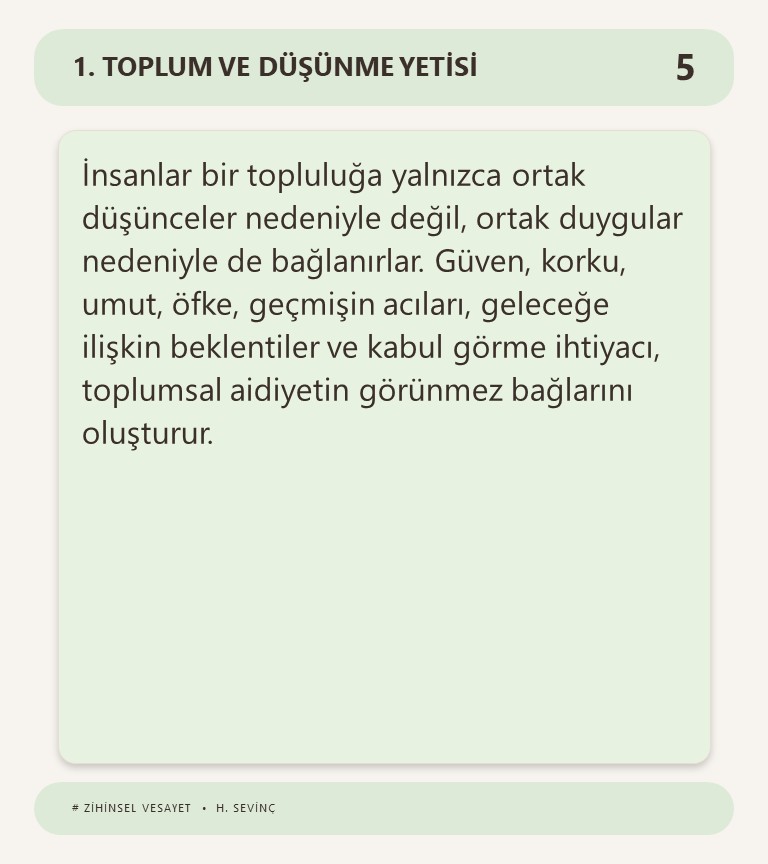 1. TOPLUM VE DÜŞÜNME YETİSİ
5
İnsanlar bir topluluğa yalnızca ortak
düşünceler nedeniyle değil, ortak duygular
nedeniyle de bağlanırlar. Güven, korku,
umut, öfke, geçmişin acıları, geleceğe
ilişkin beklentiler ve kabul görme ihtiyacı,
toplumsal aidiyetin görünmez bağlarını
oluşturur.
# ZİHİNSEL VESAYET • H. SEVİNÇ